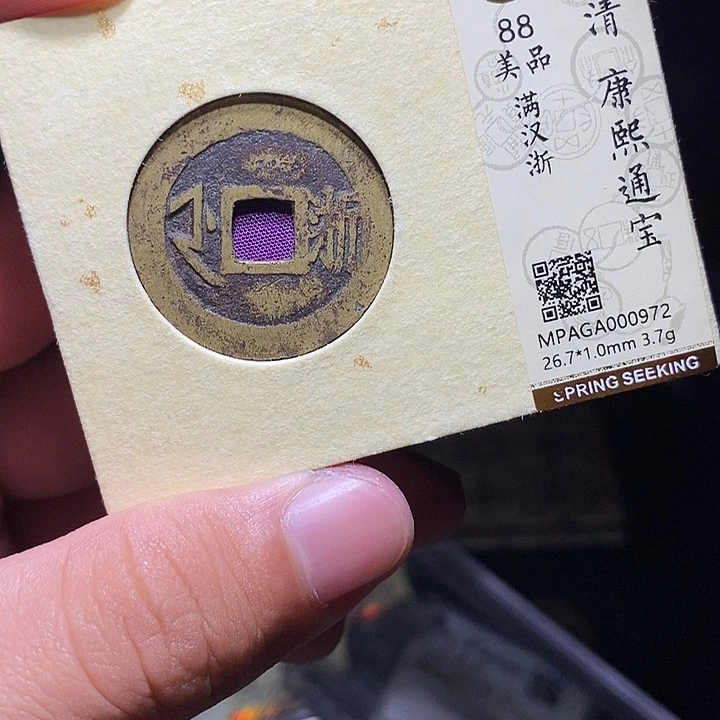 清 康熙通宝
88
美品
满汉浙
浙
MPAGA000972
26.7*1.0mm 3.7g
SPRING SEEKING